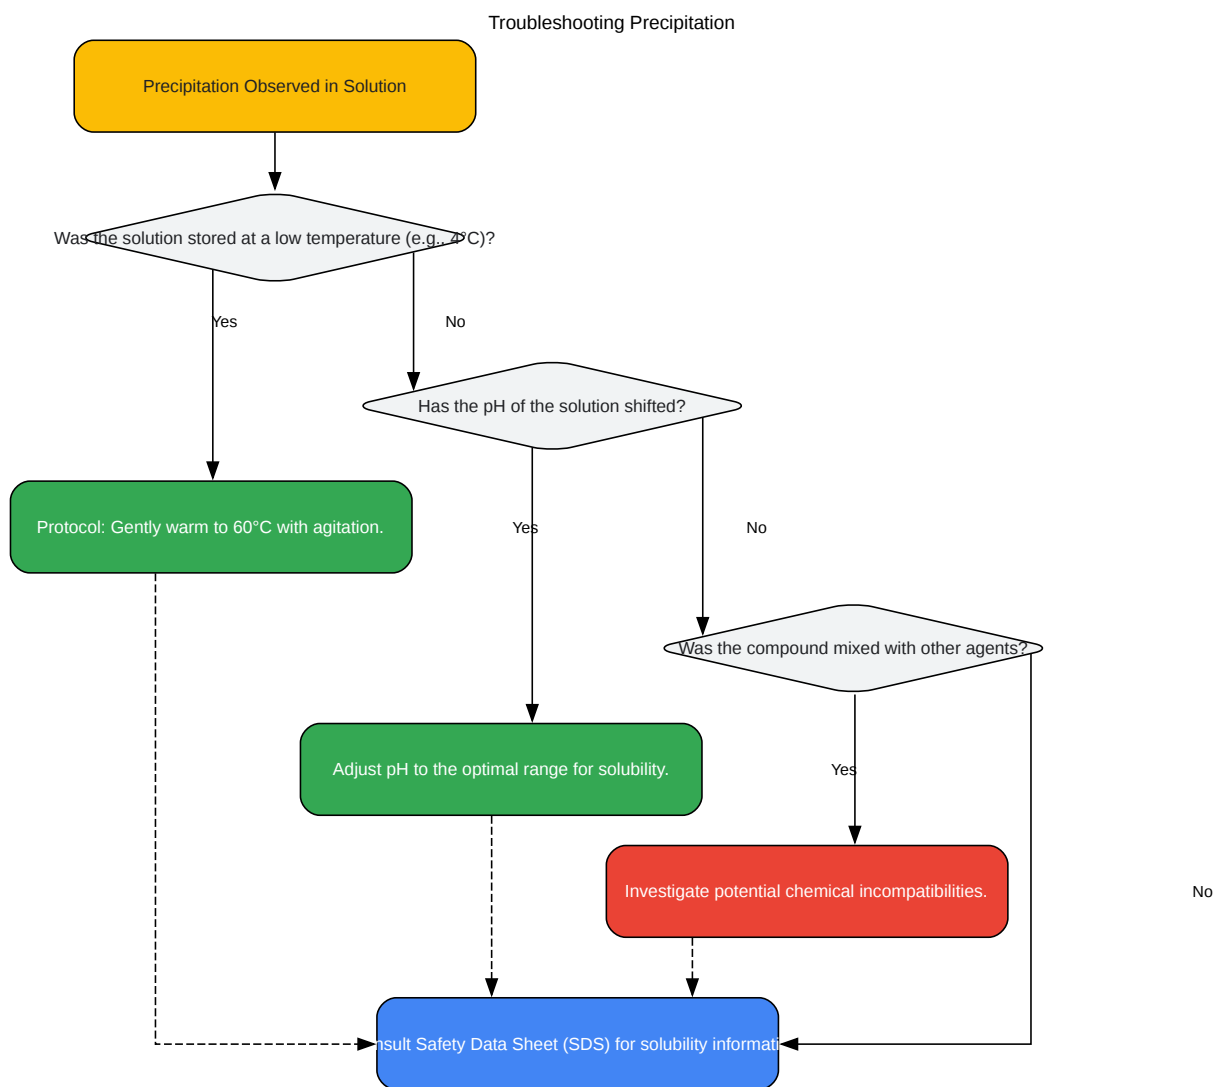 Troubleshooting Precipitation
Precipitation Observed in Solution
Was the solution stored at a low temperature (e.g., 4°C)?
Yes
No
Has the pH of the solution shifted?
Protocol: Gently warm to 60°C with agitation.
Yes
No
Was the compound mixed with other agents?
Adjust pH to the optimal range for solubility.
Yes
Investigate potential chemical incompatibilities.
No
nsult Safety Data Sheet (SDS) for solubility informati